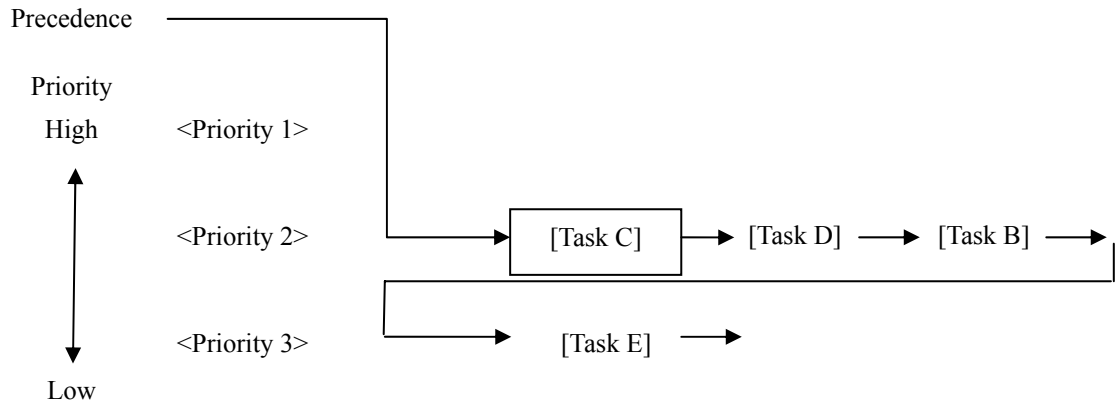 Precedence
Priority
High <Priority 1>
<Priority 2> [Task C] [Task D] [Task B]
<Priority 3> [Task E]
Low